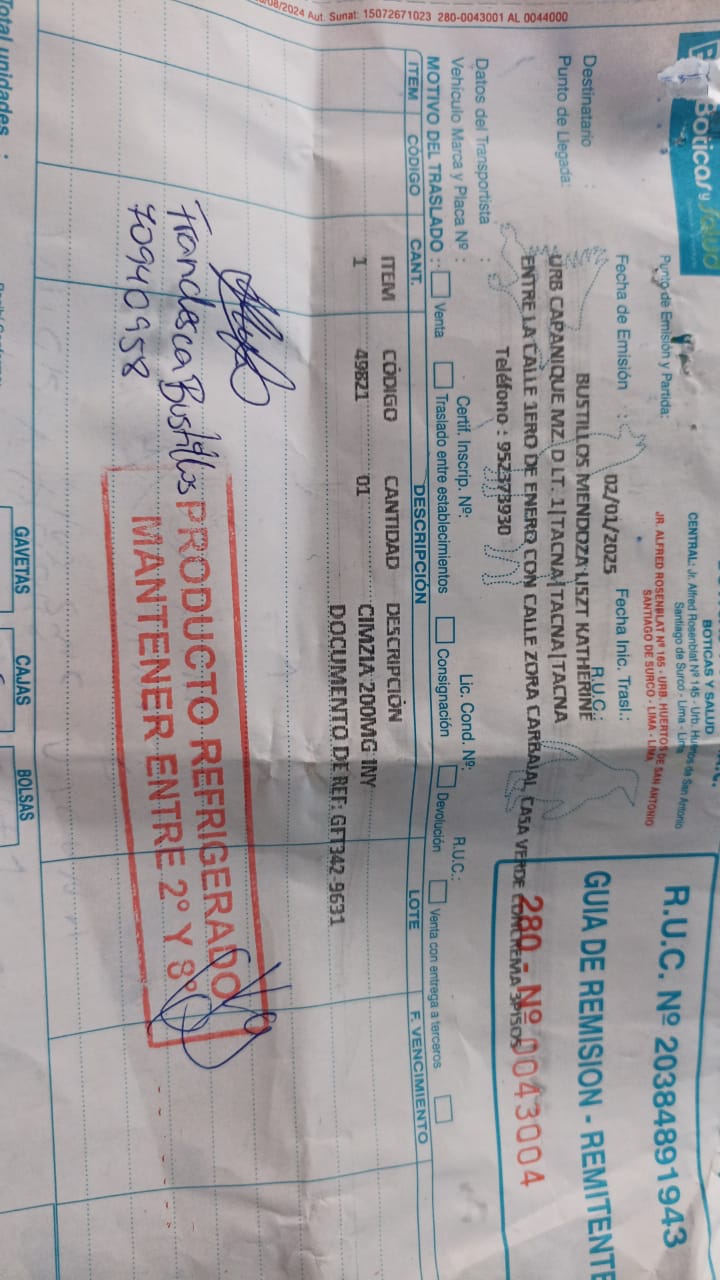 Boticas y Salud
BOTICAS Y SALUD
CENTRAL: Jr. Alfred Rosenblat Nº 145 - Urb. Huertos de San Antonio
Santiago de Surco - Lima - Lima
Punto de Emisión y Partida:
JR. ALFRED ROSENBLAT Nº 165 - URB. HUERTOS DE SAN ANTONIO
SANTIAGO DE SURCO - LIMA - LIMA
R.U.C. Nº 20384891943
GUIA DE REMISION - REMITENTE
280 - Nº 0043004
Fecha de Emisión : 02/01/2025 Fecha Inic. Trasl.:
Destinatario : BUSTILLOS MENDOZA LISZT KATHERINE R.U.C.:
Punto de Llegada: URB CAPANIQUE MZ. D LT. 1|TACNA|TACNA|TACNA
ENTRE LA CALLE 1ERO DE ENERO CON CALLE ZORA CARBAJAL, CASA VERDE 3PISOS
Teléfono : 952373930
Datos del Transportista :
Vehículo Marca y Placa Nº : Certif. Inscrip. Nº: Lic. Cond. Nº: R.U.C.:
MOTIVO DEL TRASLADO : Venta Traslado entre establecimientos Consignación Devolución Venta con entrega a terceros
ITEM CÓDIGO CANT. DESCRIPCIÓN LOTE F. VENCIMIENTO
ITEM CÓDIGO CANTIDAD DESCRIPCIÓN
1 49821 01 CIMZIA 200MG INY
DOCUMENTO DE REF: GFT342-9631
Francesca Bustillos
70940958
PRODUCTO REFRIGERADO
MANTENER ENTRE 2° Y 8°
Total unidades :
GAVETAS CAJAS BOLSAS
/08/2024 Aut. Sunat: 15072671023 280-0043001 AL 0044000